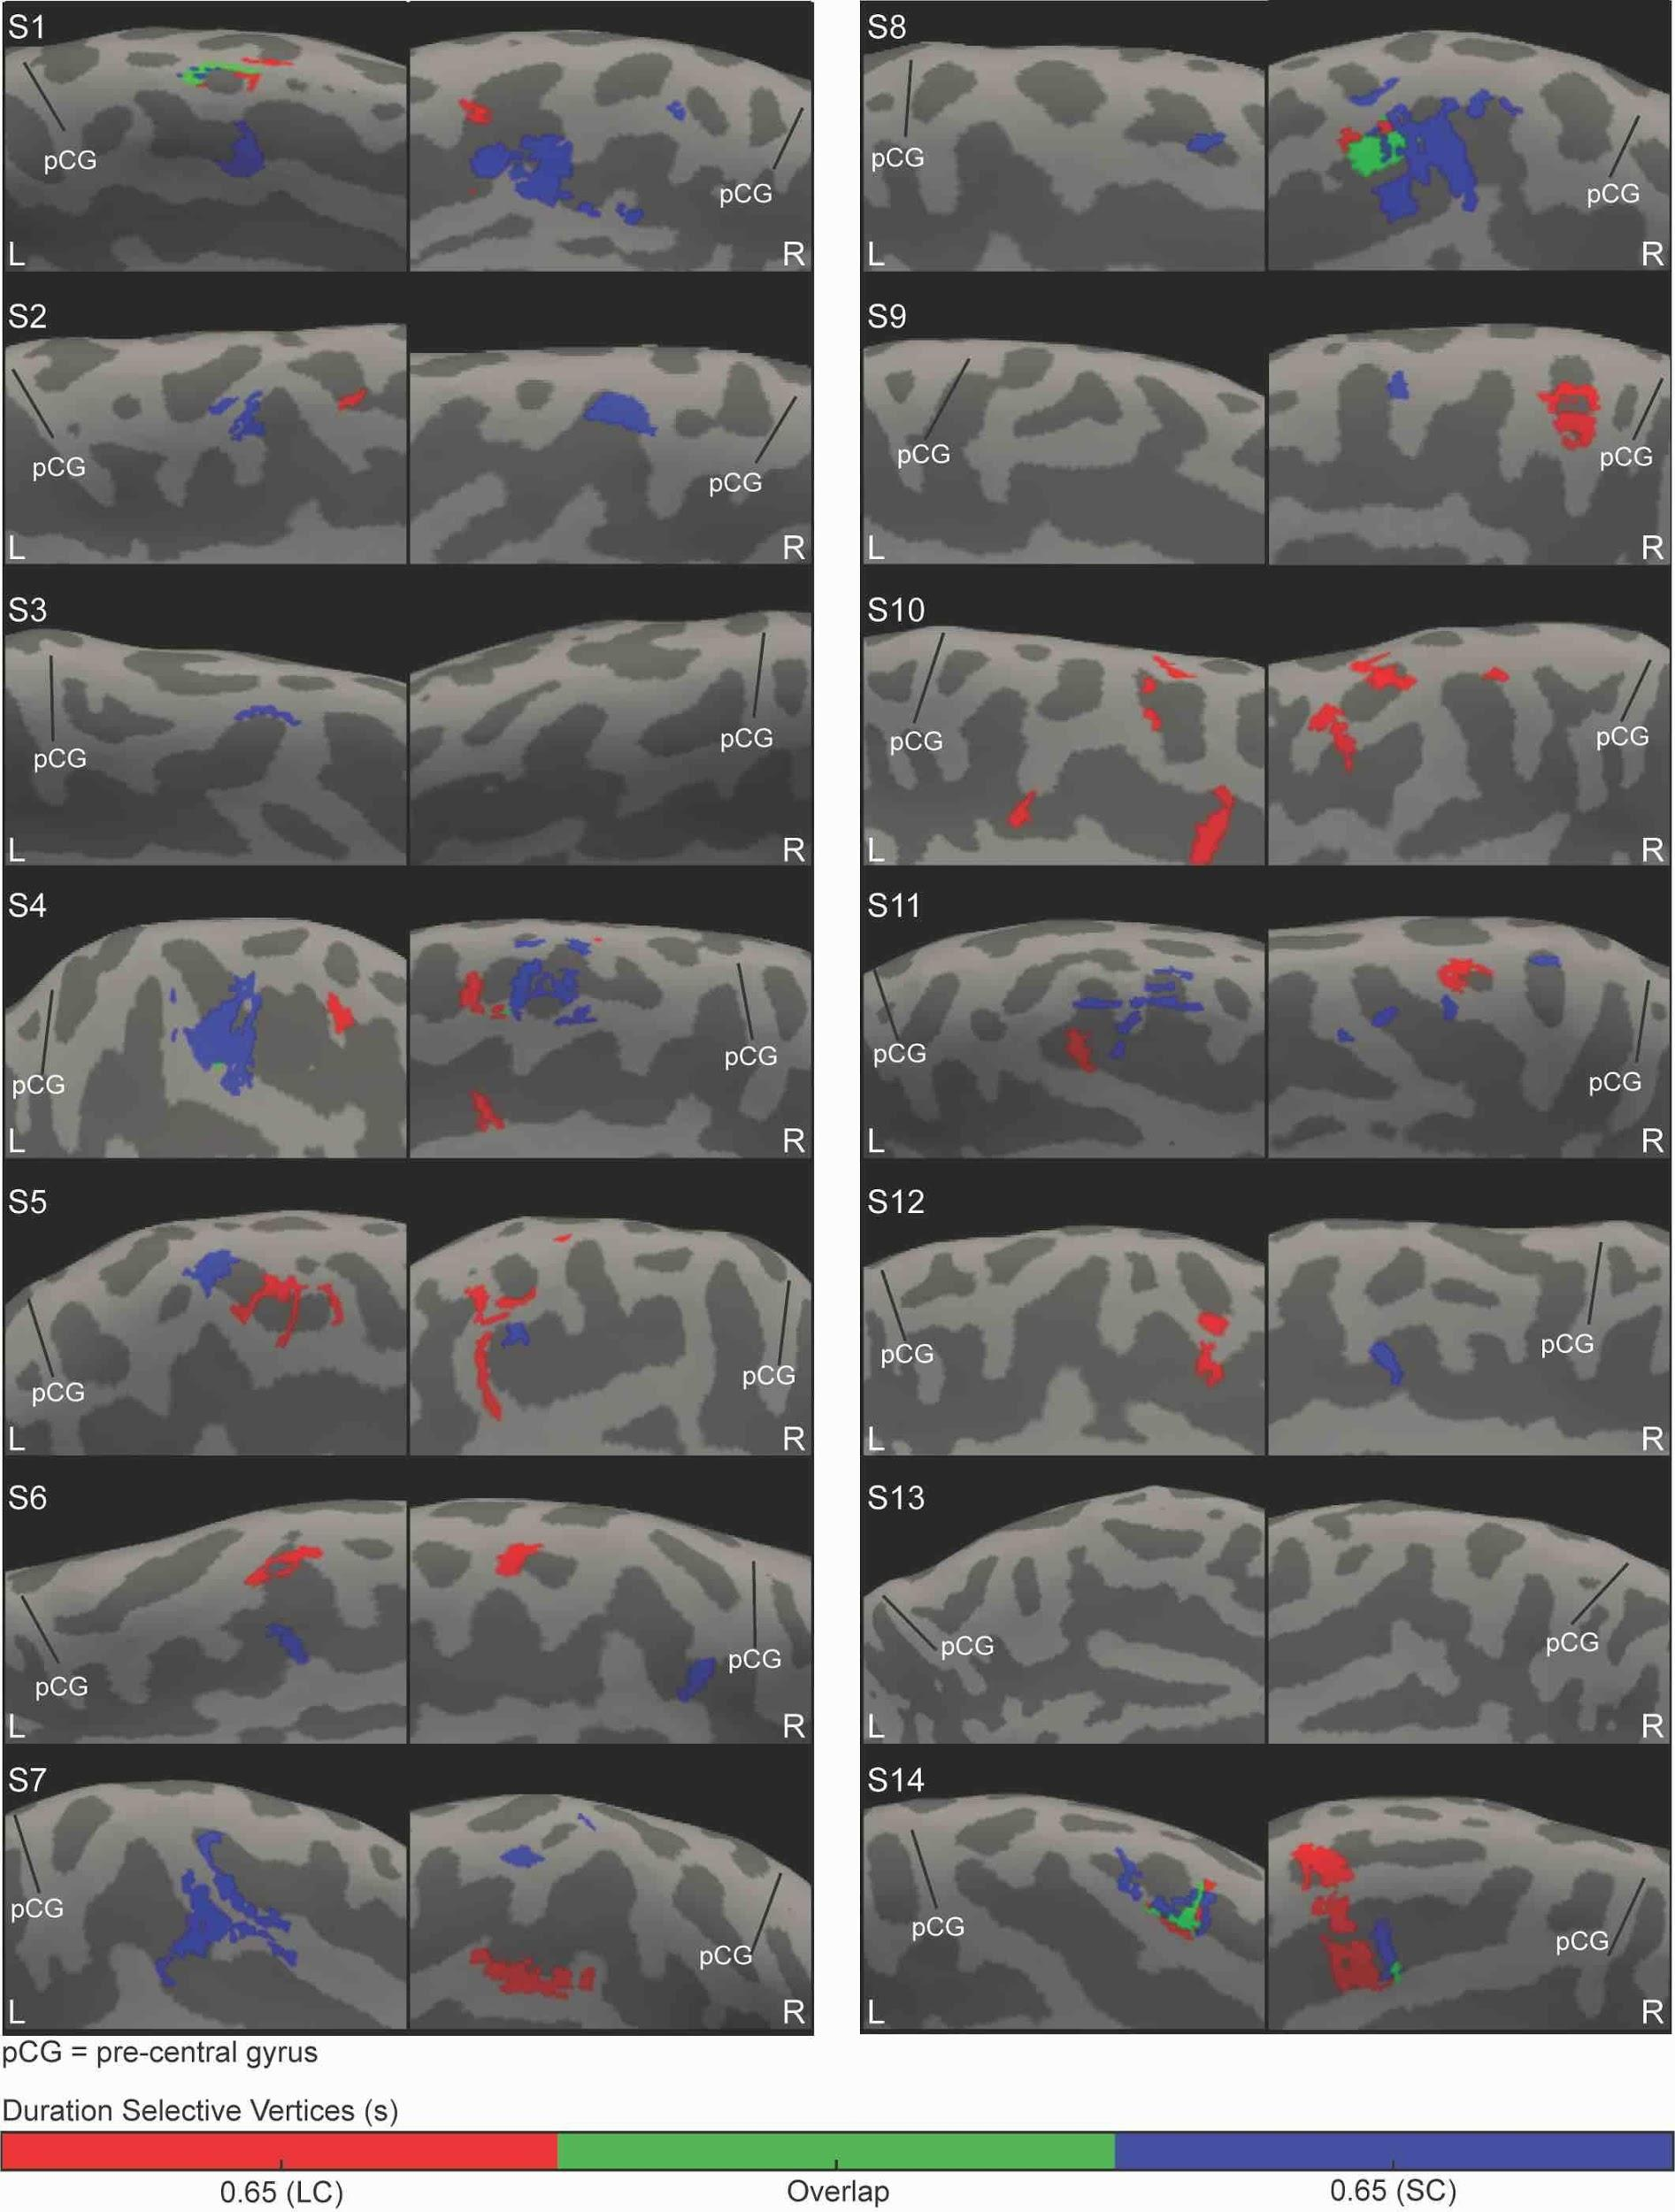 S1
pCG
pCG
L
R
S2
pCG
pCG
L
R
S3
pCG
pCG
L
R
S4
pCG
pCG
L
R
S5
pCG
pCG
L
R
S6
pCG
pCG
L
R
S7
pCG
pCG
L
R
S8
pCG
pCG
L
R
S9
pCG
pCG
L
R
S10
pCG
pCG
L
R
S11
pCG
pCG
L
R
S12
pCG
pCG
L
R
S13
pCG
pCG
L
R
S14
pCG
pCG
L
R
pCG = pre-central gyrus
Duration Selective Vertices (s)
0.65 (LC) Overlap 0.65 (SC)